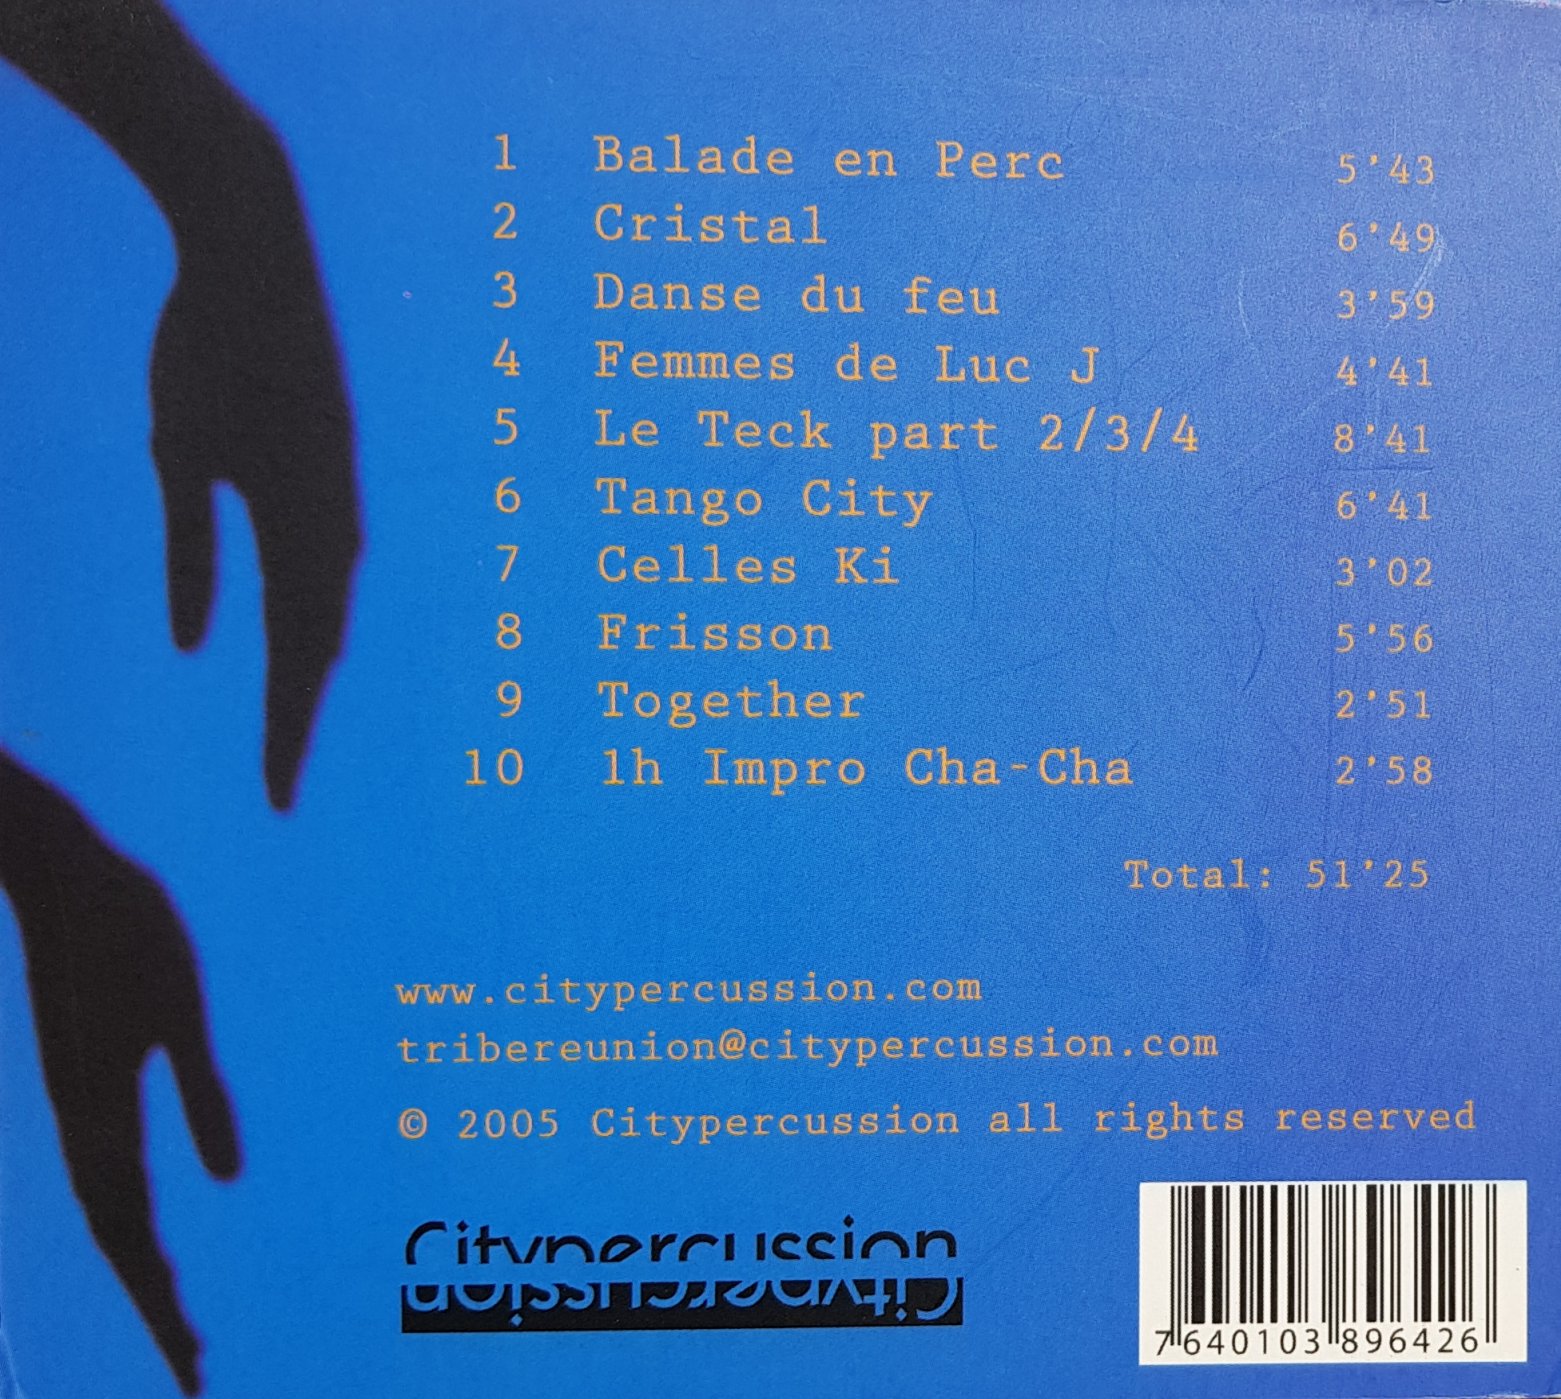 1 Balade en Perc 5'43
2 Cristal 6'49
3 Danse du feu 3'59
4 Femmes de Luc J 4'41
5 Le Teck part 2/3/4 8'41
6 Tango City 6'41
7 Celles Ki 3'02
8 Frisson 5'56
9 Together 2'51
10 1h Impro Cha-Cha 2'58
Total: 51'25
www.citypercussion.com
tribereunion@citypercussion.com
© 2005 Citypercussion all rights reserved
Citypercussion
Citypercussion
7 640103 896426